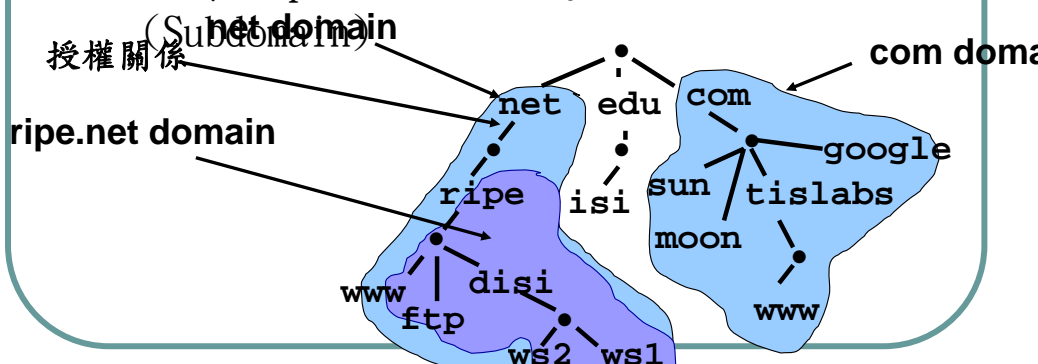 (Subdomain)
net domain
授權關係
com doma
net
edu
com
ripe.net domain
google
ripe
isi
sun
tislabs
moon
www
disi
ftp
www
ws2
ws1